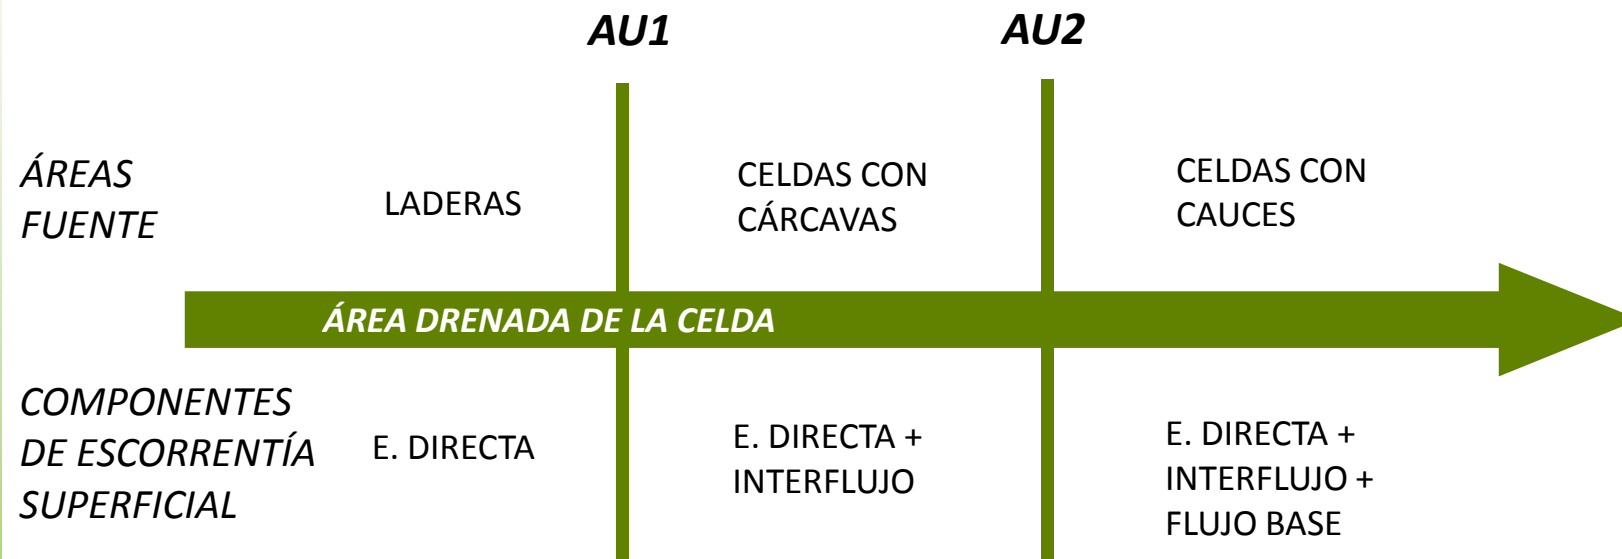 AU1
AU2
ÁREAS
FUENTE
LADERAS
CELDAS CON
CÁRCAVAS
CELDAS CON
CAUCES
ÁREA DRENADA DE LA CELDA
COMPONENTES
DE ESCORRENTÍA
SUPERFICIAL
E. DIRECTA
E. DIRECTA +
INTERFLUJO
E. DIRECTA +
INTERFLUJO +
FLUJO BASE